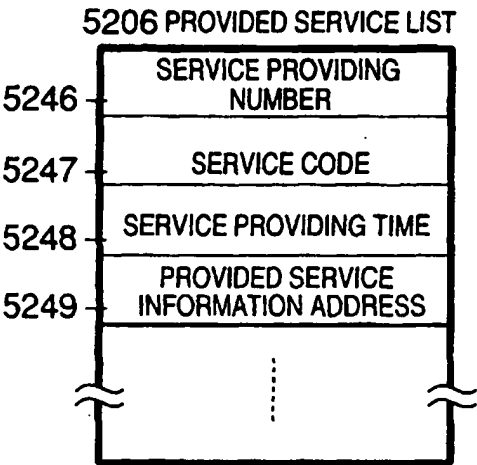 5206 PROVIDED SERVICE LIST
SERVICE PROVIDING
NUMBER
5246
SERVICE CODE
5247
SERVICE PROVIDING TIME
5248
PROVIDED SERVICE
INFORMATION ADDRESS
5249